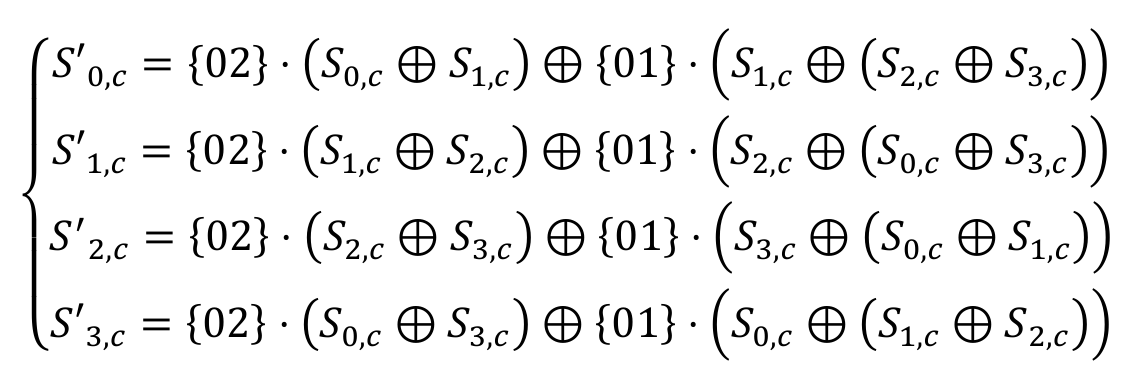 S′₀,c = {02} · (S₀,c ⊕ S₁,c) ⊕ {01} · (S₁,c ⊕ (S₂,c ⊕ S₃,c))
S′₁,c = {02} · (S₁,c ⊕ S₂,c) ⊕ {01} · (S₂,c ⊕ (S₀,c ⊕ S₃,c))
S′₂,c = {02} · (S₂,c ⊕ S₃,c) ⊕ {01} · (S₃,c ⊕ (S₀,c ⊕ S₁,c))
S′₃,c = {02} · (S₀,c ⊕ S₃,c) ⊕ {01} · (S₀,c ⊕ (S₁,c ⊕ S₂,c))